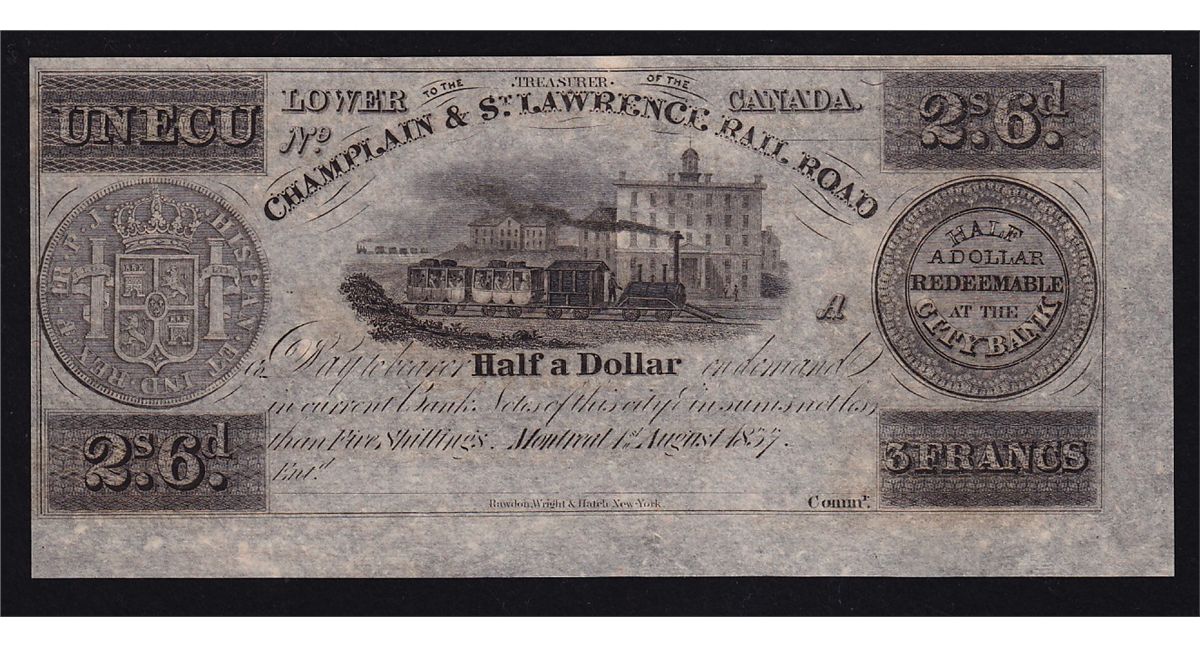 UN ECU
LOWER
TO THE
TREASURER
OF THE
CANADA.
2s. 6d
No
CHAMPLAIN & ST. LAWRENCE RAIL ROAD
HISPAN. ET IND. REX
HALF
A DOLLAR
REDEEMABLE
AT THE
CITY BANK
A
Pay to bearer Half a Dollar on demand
in current Bank Notes of this city in sums not less
than Five Shillings. Montreal 1st August 1837.
2s. 6d
3 FRANCS
Ent.d
Rawdon, Wright & Hatch New-York
Commr.